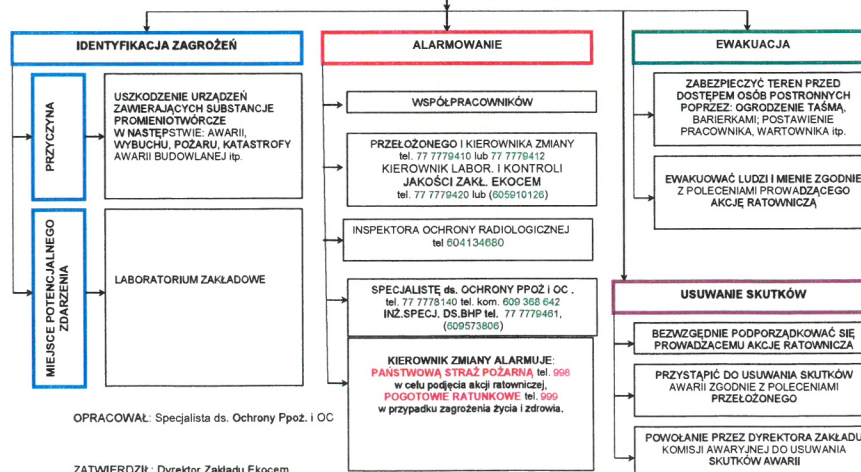 IDENTYFIKACJA ZAGROŻEŃ
PRZYCZYNA
USZKODZENIE URZĄDZEŃ
ZAWIERAJĄCYCH SUBSTANCJE
PROMIENIOTWÓRCZE
W NASTĘPSTWIE: AWARII,
WYBUCHU, POŻARU, KATASTROFY
AWARII BUDOWLANEJ itp.
MIEJSCE POTENCJALNEGO
ZDARZENIA
LABORATORIUM ZAKŁADOWE
ALARMOWANIE
WSPÓŁPRACOWNIKÓW
PRZEŁOŻONEGO I KIEROWNIKA ZMIANY
tel. 77 7779410 lub 77 7779412
KIEROWNIK LABOR. I KONTROLI
JAKOŚCI ZAKŁ. EKOCEM
tel. 77 7779420 lub (605910126)
INSPEKTORA OCHRONY RADIOLOGICZNEJ
tel 604134680
SPECJALISTĘ ds. OCHRONY PPOŻ i OC .
tel. 77 7778140 tel. kom. 609 368 642
INŻ.SPECJ. DS.BHP tel. 77 7779461,
(609573806)
KIEROWNIK ZMIANY ALARMUJE:
PAŃSTWOWĄ STRAŻ POŻARNĄ tel. 998
w celu podjęcia akcji ratowniczej,
POGOTOWIE RATUNKOWE tel. 999
w przypadku zagrożenia życia i zdrowia.
EWAKUACJA
ZABEZPIECZYĆ TEREN PRZED
DOSTĘPEM OSÓB POSTRONNYCH
POPRZEZ: OGRODZENIE TAŚMĄ,
BARIERKAMI; POSTAWIENIE
PRACOWNIKA, WARTOWNIKA itp.
EWAKUOWAĆ LUDZI I MIENIE ZGODNIE
Z POLECENIAMI PROWADZĄCEGO
AKCJĘ RATOWNICZĄ
USUWANIE SKUTKÓW
BEZWZGĘDNIE PODPORZĄDKOWAĆ SIĘ
PROWADZĄCEMU AKCJĘ RATOWNICZA
PRZYSTĄPIĆ DO USUWANIA SKUTKÓW
AWARII ZGODNIE Z POLECENIAMI
PRZEŁOŻONEGO
POWOŁANIE PRZEZ DYREKTORA ZAKŁADU
KOMISJI AWARYJNEJ DO USUWANIA
SKUTKÓW AWARII
OPRACOWAŁ: Specjalista ds. Ochrony Ppoż. i OC
ZATWIERDZIŁ: Dyrektor Zakładu Ekocem